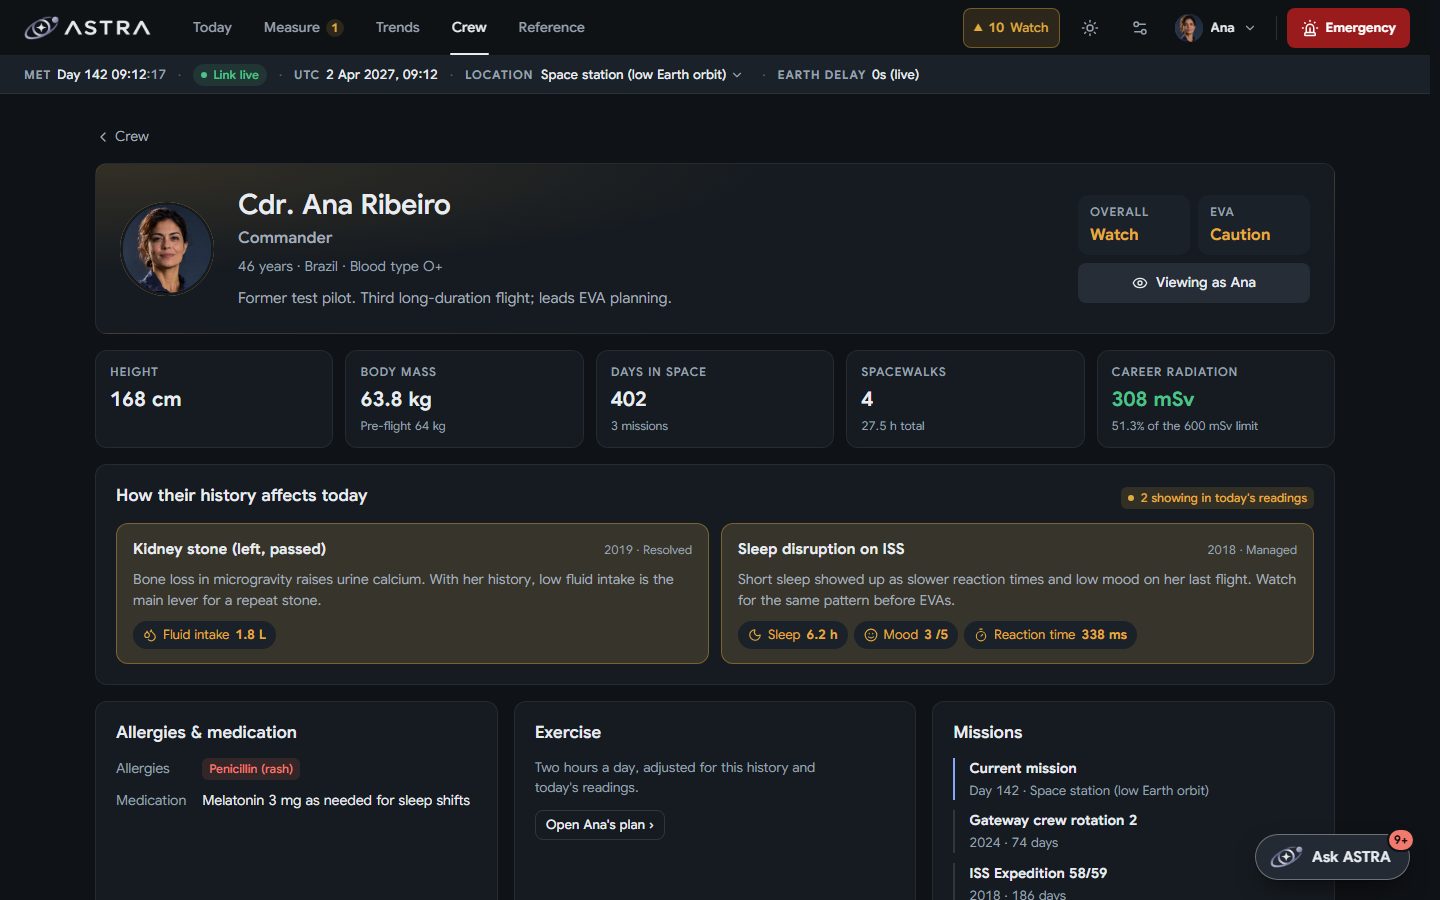 ASTRA Today Measure 1 Trends Crew Reference 10 Watch Ana Emergency
MET Day 142 09:12:17 · Link live · UTC 2 Apr 2027, 09:12 · LOCATION Space station (low Earth orbit) · EARTH DELAY 0s (live)
Crew
Cdr. Ana Ribeiro
Commander
46 years · Brazil · Blood type O+
Former test pilot. Third long-duration flight; leads EVA planning.
OVERALL
Watch
EVA
Caution
Viewing as Ana
HEIGHT
168 cm
BODY MASS
63.8 kg
Pre-flight 64 kg
DAYS IN SPACE
402
3 missions
SPACEWALKS
4
27.5 h total
CAREER RADIATION
308 mSv
51.3% of the 600 mSv limit
How their history affects today
2 showing in today's readings
Kidney stone (left, passed)
2019 · Resolved
Bone loss in microgravity raises urine calcium. With her history, low fluid intake is the
main lever for a repeat stone.
Fluid intake 1.8 L
Sleep disruption on ISS
2018 · Managed
Short sleep showed up as slower reaction times and low mood on her last flight. Watch
for the same pattern before EVAs.
Sleep 6.2 h
Mood 3 /5
Reaction time 338 ms
Allergies & medication
Allergies Penicillin (rash)
Medication Melatonin 3 mg as needed for sleep shifts
Exercise
Two hours a day, adjusted for this history and
today's readings.
Open Ana's plan ›
Missions
Current mission
Day 142 · Space station (low Earth orbit)
Gateway crew rotation 2
2024 · 74 days
ISS Expedition 58/59
2018 · 186 days
9+
Ask ASTRA